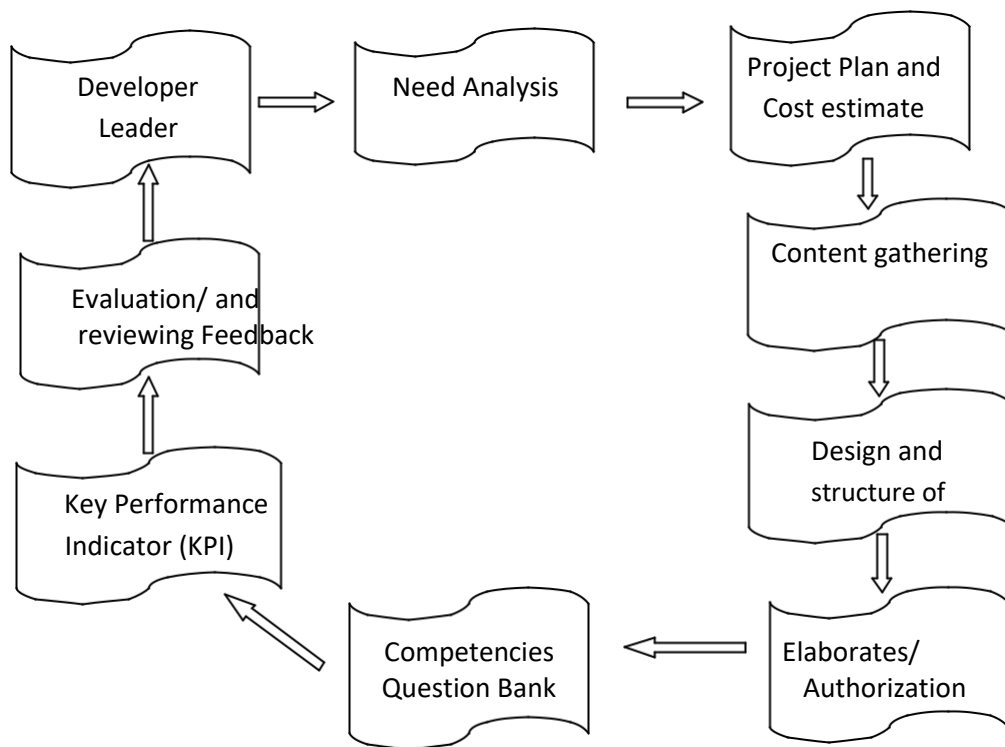 Developer
Leader
Need Analysis
Project Plan and
Cost estimate
Content gathering
Design and
structure of
Elaborates/
Authorization
Competencies
Question Bank
Key Performance
Indicator (KPI)
Evaluation/ and
reviewing Feedback